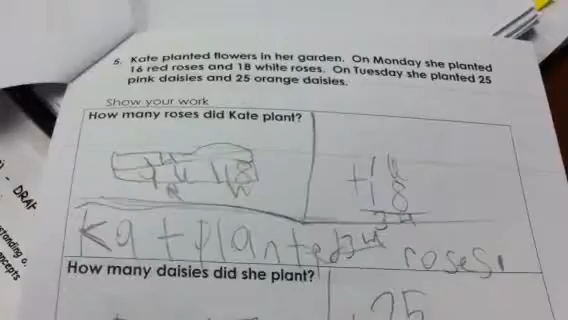 5. Kate planted flowers in her garden. On Monday she planted
16 red roses and 18 white roses. On Tuesday she planted 25
pink daisies and 25 orange daisies.
Show your work
How many roses did Kate plant?
34
16 18
R W
16
+18
34
Kat planted 34 roses.
How many daisies did she plant?
25
- DRAF